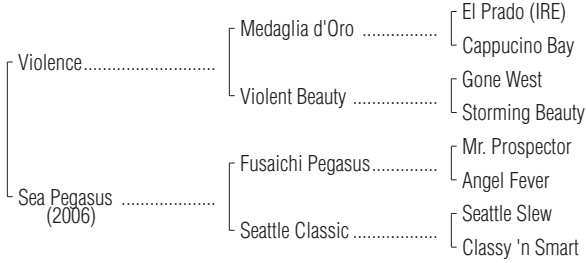 El Prado (IRE)
Medaglia d'Oro ................
Cappucino Bay
Violence............................
Gone West
Violent Beauty ..................
Storming Beauty
Mr. Prospector
Fusaichi Pegasus..............
Angel Fever
Sea Pegasus ....................
(2006)
Seattle Slew
Seattle Classic ..................
Classy 'n Smart